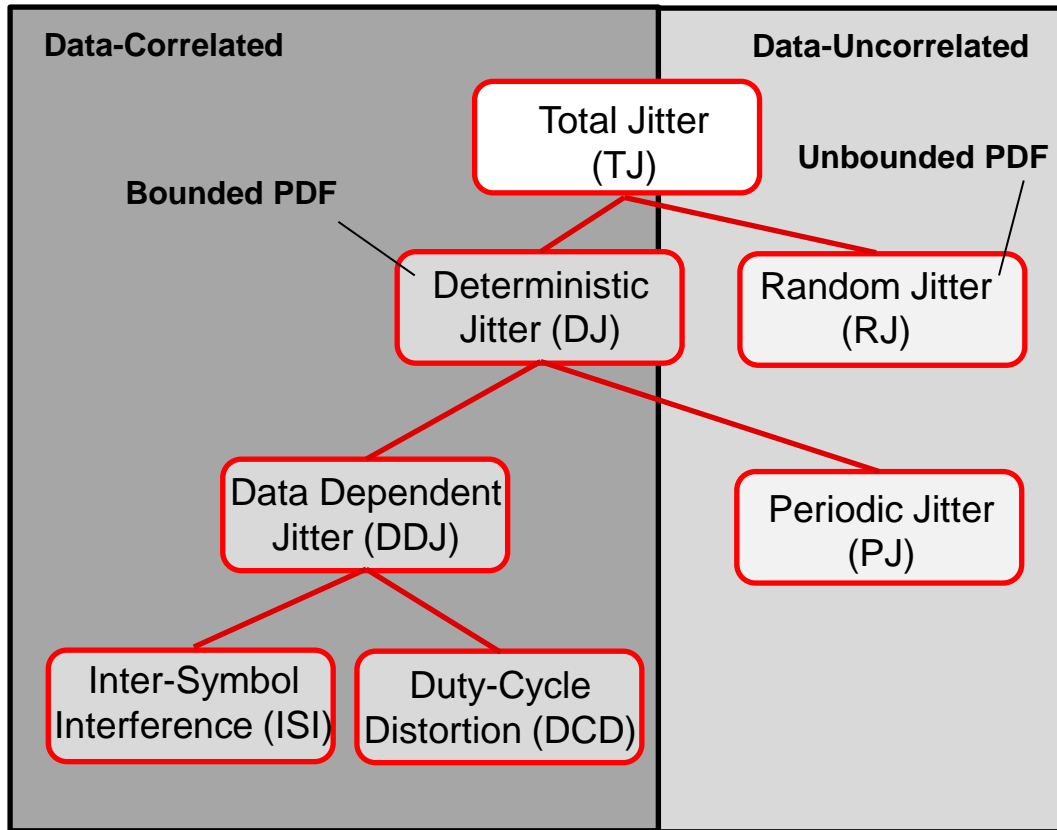 Data-Correlated
Data-Uncorrelated
Total Jitter
(TJ)
Unbounded PDF
Bounded PDF
Deterministic
Jitter (DJ)
Random Jitter
(RJ)
Data Dependent
Jitter (DDJ)
Periodic Jitter
(PJ)
Inter-Symbol
Interference (ISI)
Duty-Cycle
Distortion (DCD)